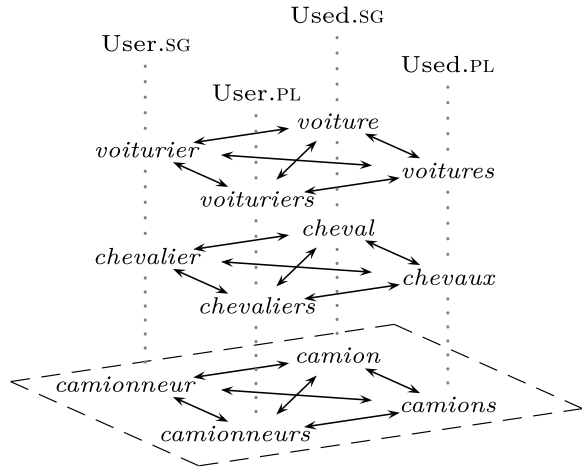 Used.SG
User.SG
Used.PL
User.PL
voiture
voiturier
voitures
voituriers
cheval
chevalier
chevaux
chevaliers
camion
camionneur
camions
camionneurs